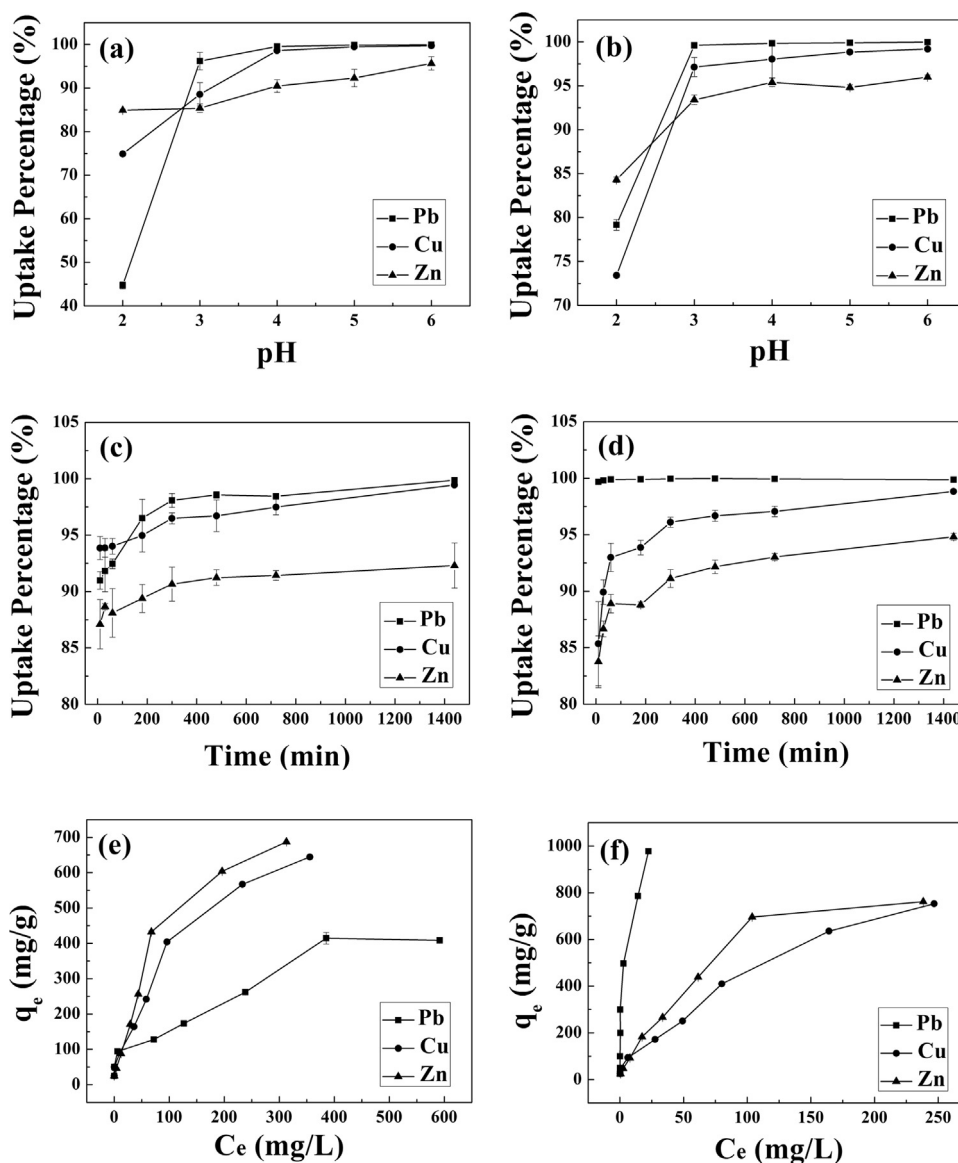 (a)
Uptake Percentage (%)
100
90
80
70
60
50
40
2
3
4
5
6
pH
Pb
Cu
Zn
(b)
Uptake Percentage (%)
100
95
90
85
80
75
70
2
3
4
5
6
pH
Pb
Cu
Zn
(c)
Uptake Percentage (%)
105
100
95
90
85
80
0
200
400
600
800
1000
1200
1400
Time (min)
Pb
Cu
Zn
(d)
Uptake Percentage (%)
105
100
95
90
85
80
0
200
400
600
800
1000
1200
1400
Time (min)
Pb
Cu
Zn
(e)
qe (mg/g)
700
600
500
400
300
200
100
0
0
100
200
300
400
500
600
Ce (mg/L)
Pb
Cu
Zn
(f)
qe (mg/g)
1000
800
600
400
200
0
0
50
100
150
200
250
Ce (mg/L)
Pb
Cu
Zn